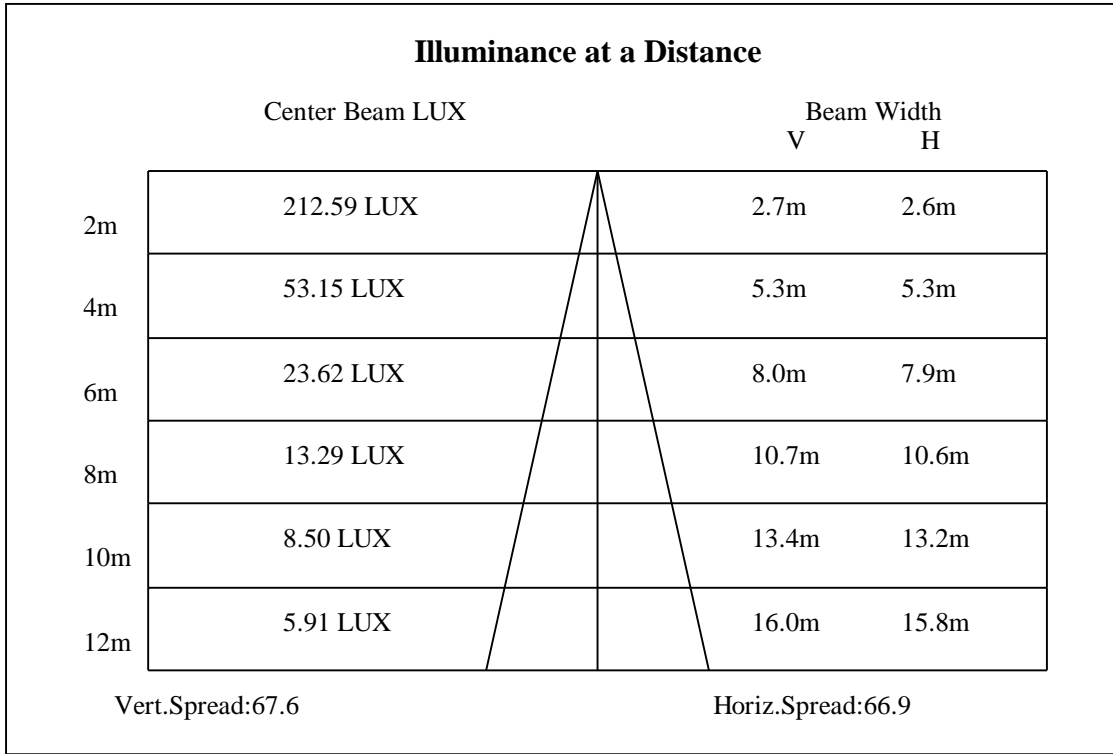 Illuminance at a Distance
Center Beam LUX Beam Width
V H
2m 212.59 LUX 2.7m 2.6m
4m 53.15 LUX 5.3m 5.3m
6m 23.62 LUX 8.0m 7.9m
8m 13.29 LUX 10.7m 10.6m
10m 8.50 LUX 13.4m 13.2m
12m 5.91 LUX 16.0m 15.8m
Vert.Spread:67.6 Horiz.Spread:66.9